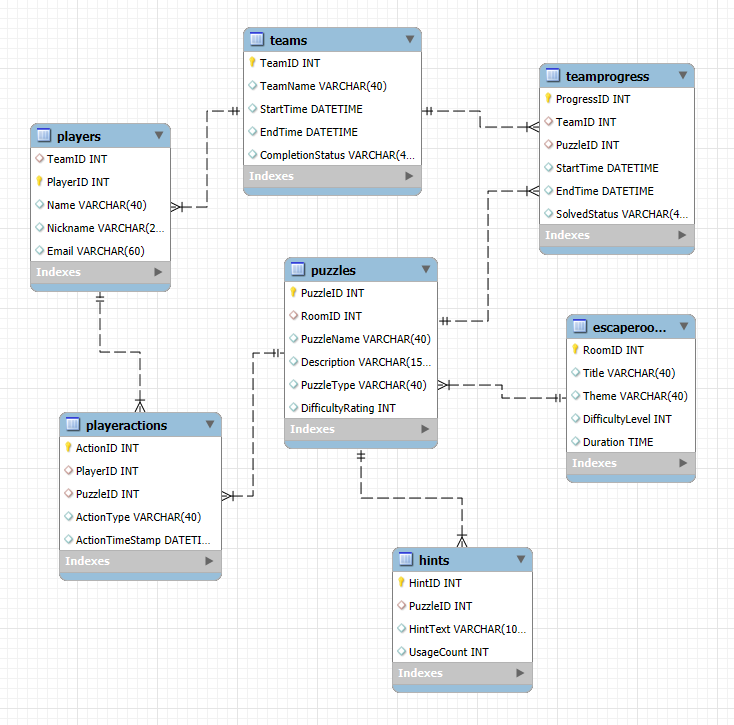 teams
TeamID INT
TeamName VARCHAR(40)
StartTime DATETIME
EndTime DATETIME
CompletionStatus VARCHAR(4...
Indexes
teamprogress
ProgressID INT
TeamID INT
PuzzleID INT
StartTime DATETIME
EndTime DATETIME
SolvedStatus VARCHAR(4...
Indexes
players
TeamID INT
PlayerID INT
Name VARCHAR(40)
Nickname VARCHAR(2...
Email VARCHAR(60)
Indexes
puzzles
PuzzleID INT
RoomID INT
PuzzleName VARCHAR(40)
Description VARCHAR(15...
PuzzleType VARCHAR(40)
DifficultyRating INT
Indexes
escaperoo...
RoomID INT
Title VARCHAR(40)
Theme VARCHAR(40)
DifficultyLevel INT
Duration TIME
Indexes
playeractions
ActionID INT
PlayerID INT
PuzzleID INT
ActionType VARCHAR(40)
ActionTimeStamp DATETI...
Indexes
hints
HintID INT
PuzzleID INT
HintText VARCHAR(10...
UsageCount INT
Indexes